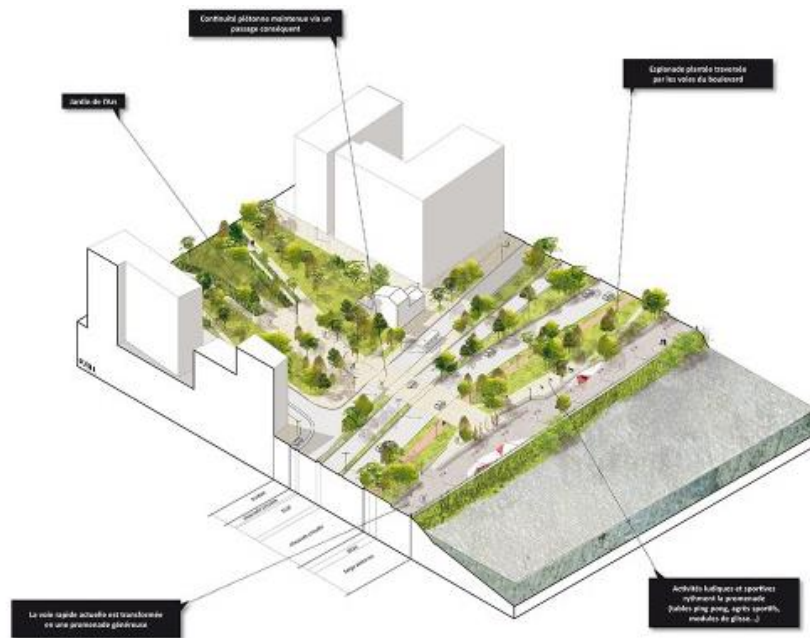 Continuité piétonne maintenue via un
passage conséquent
Esplanade plantée traversée
par les voies du boulevard
Jardin de l'Arc
La voie rapide actuelle est transformée
en une promenade généreuse
Activités ludiques et sportives
rythment la promenade
(tables ping pong, agrès sportifs,
modules de glisse...)